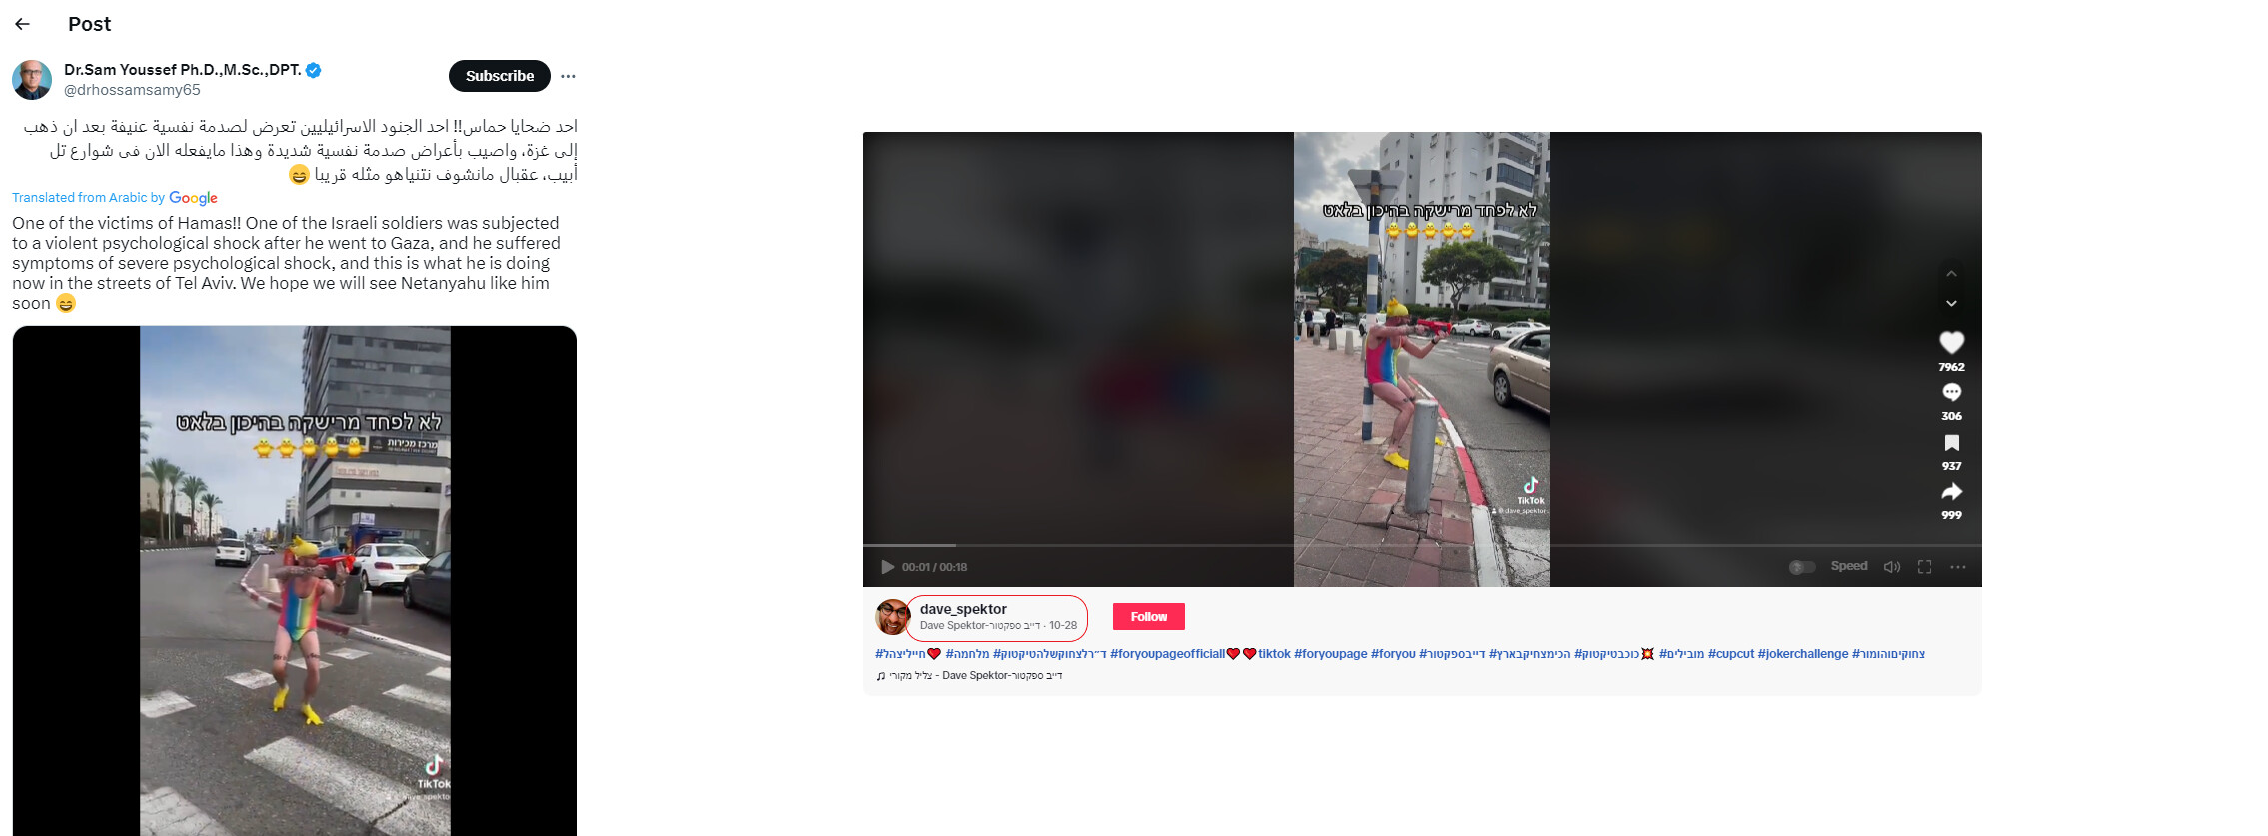 Post
Dr.Sam Youssef Ph.D.,M.Sc.,DPT.
@drhossamsamy65
Subscribe
احد ضحايا حماس!! احد الجنود الاسرائيليين تعرض لصدمة نفسية عنيفة بعد ان ذهب
إلى غزة، واصيب بأعراض صدمة نفسية شديدة وهذا مايفعله الان فى شوارع تل
أبيب، عقبال مانشوف نتنياهو مثله قريبا 😄
Translated from Arabic by Google
One of the victims of Hamas!! One of the Israeli soldiers was subjected
to a violent psychological shock after he went to Gaza, and he suffered
symptoms of severe psychological shock, and this is what he is doing
now in the streets of Tel Aviv. We hope we will see Netanyahu like him
soon 😄
לא לפחד מרישקה בהיכון בלאט
🐥🐥🐥🐥🐥
מרכז מכירות
TikTok
לא לפחד מרישקה בהיכון בלאט
🐥🐥🐥🐥🐥
TikTok
@ dave_spektor
7962
306
937
999
00:01 / 00:18
Speed
dave_spektor
Dave Spektor-דייב ספקטור · 10-28
Follow
#חייליצהל❤️ #מלחמה #ד״רלצחוקשלהטיקטוק #foryoupageofficiall❤️❤️tiktok #foryoupage #foryou #דייבספקטור #הכימצחיקבארץ #כוכבטיקטוק💥 #מובילים #cupcut #jokerchallenge #צחוקיםוהומור
צליל מקורי - Dave Spektor-דייב ספקטור